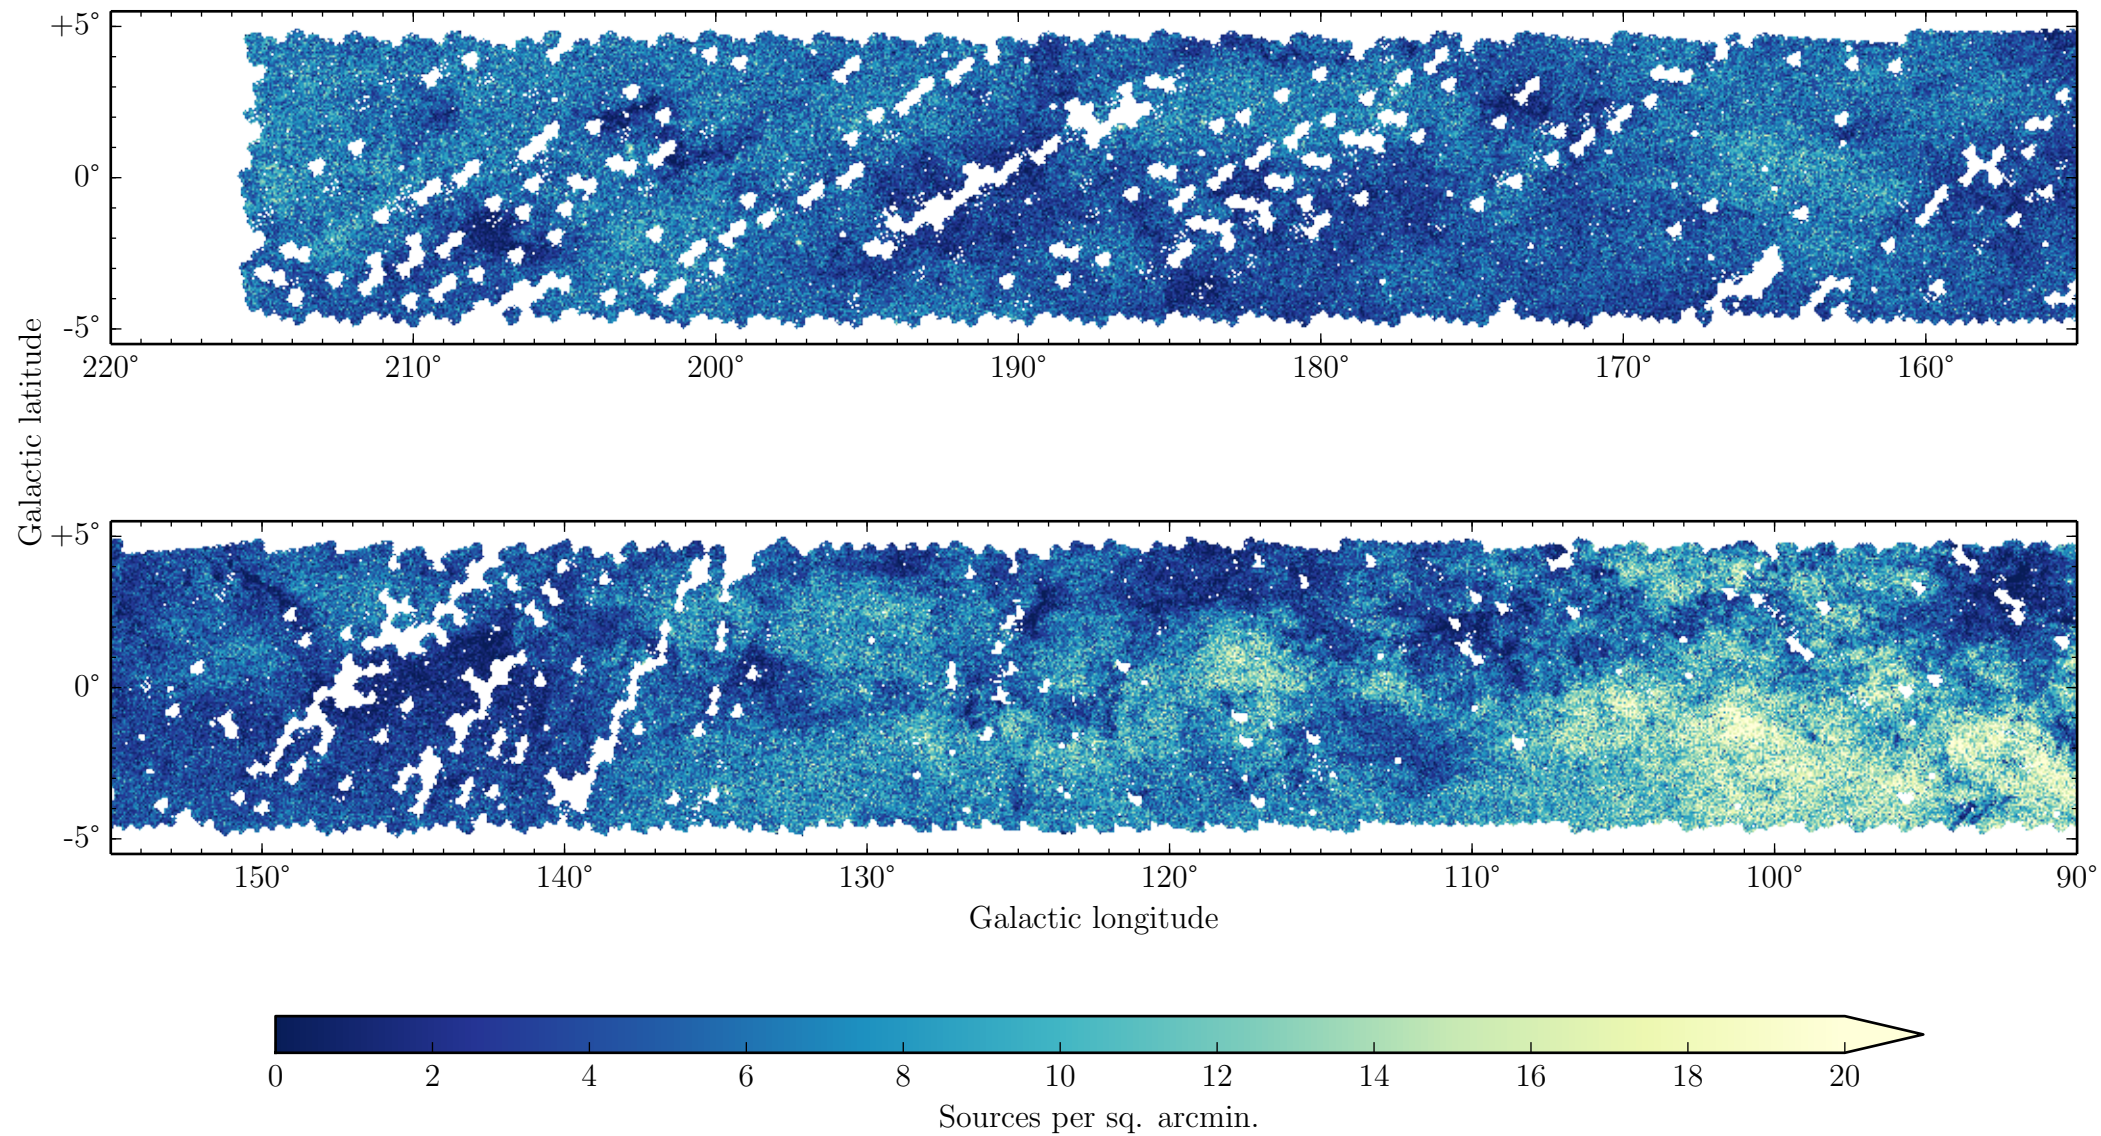 +5°
0°
-5°
220° 210° 200° 190° 180° 170° 160°
Galactic latitude
+5°
0°
-5°
150° 140° 130° 120° 110° 100° 90°
Galactic longitude
0 2 4 6 8 10 12 14 16 18 20
Sources per sq. arcmin.